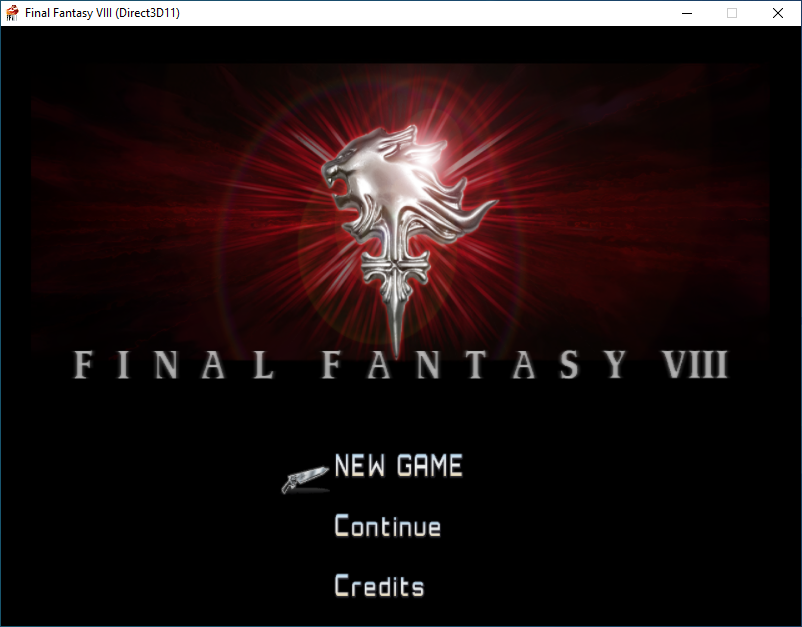 Final Fantasy VIII (Direct3D11)
FINAL FANTASY VIII
NEW GAME
Continue
Credits